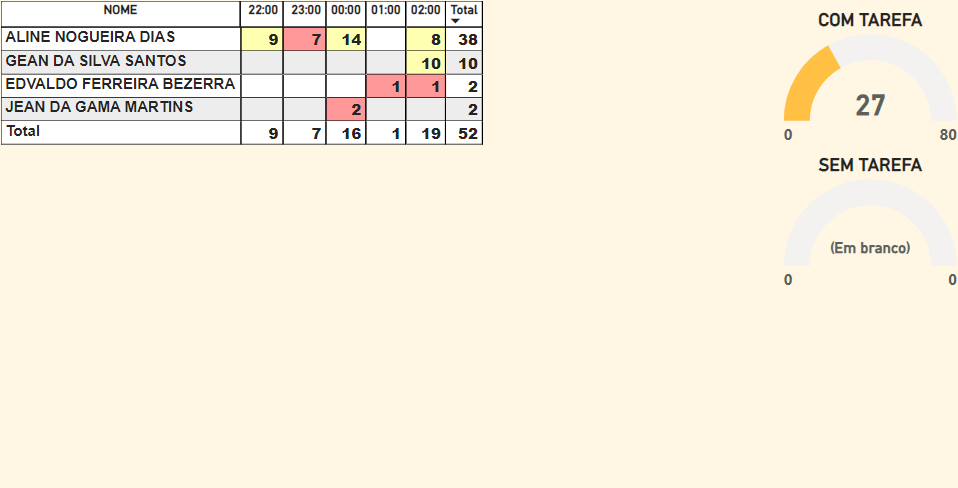 NOME 22:00 23:00 00:00 01:00 02:00 Total
ALINE NOGUEIRA DIAS 9 7 14 8 38
GEAN DA SILVA SANTOS 10 10
EDVALDO FERREIRA BEZERRA 1 1 2
JEAN DA GAMA MARTINS 2 2
Total 9 7 16 1 19 52
COM TAREFA
27
0 80
SEM TAREFA
(Em branco)
0 0